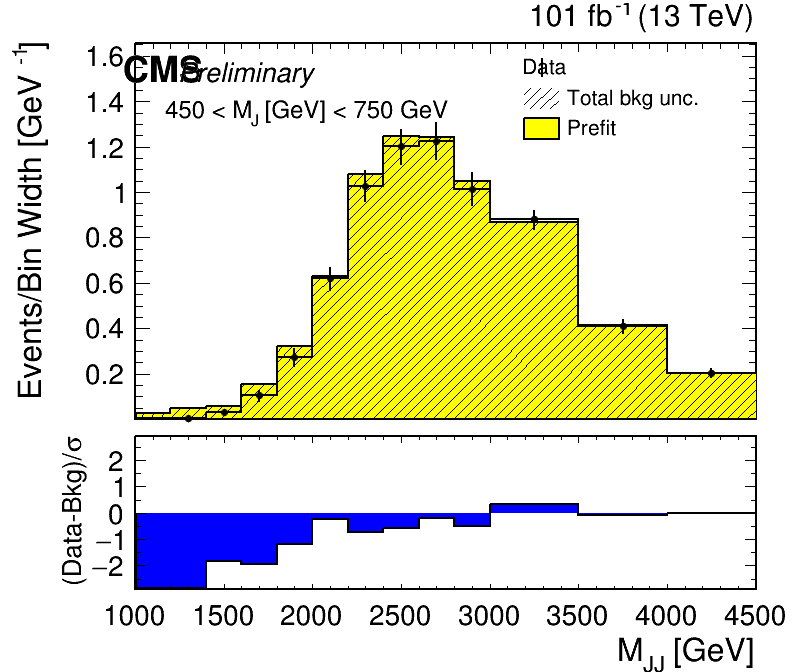 101 fb⁻¹ (13 TeV)
CMS Preliminary
450 < M_J [GeV] < 750 GeV
Data
Total bkg unc.
Prefit
Events/Bin Width [GeV⁻¹]
1.6
1.4
1.2
1
0.8
0.6
0.4
0.2
(Data-Bkg)/σ
2
1
0
−1
−2
1000 1500 2000 2500 3000 3500 4000 4500
M_JJ [GeV]